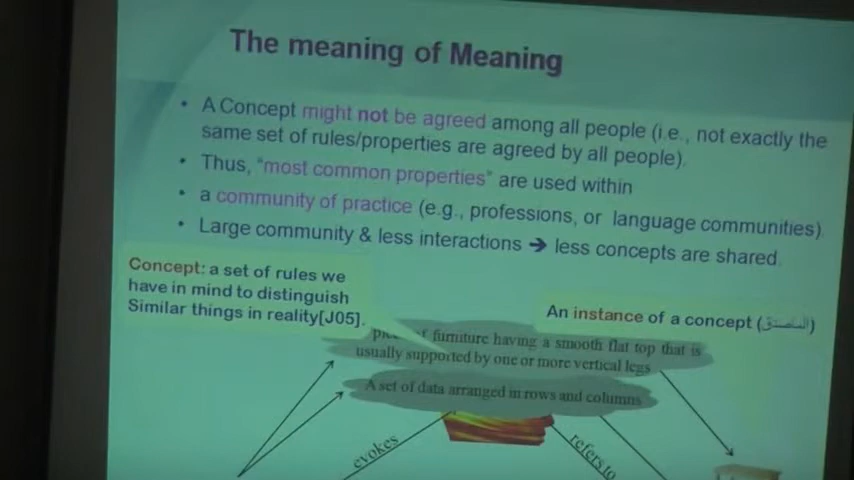 The meaning of Meaning
• A Concept might not be agreed among all people (i.e., not exactly the
same set of rules/properties are agreed by all people).
• Thus, "most common properties" are used within
• a community of practice (e.g., professions, or language communities).
• Large community & less interactions ➔ less concepts are shared.
Concept: a set of rules we
have in mind to distinguish
Similar things in reality[J05].
An instance of a concept (الماصدق)
furniture having a smooth flat top that is
usually supported by one or more vertical legs
A set of data arranged in rows and columns
evokes
refers to